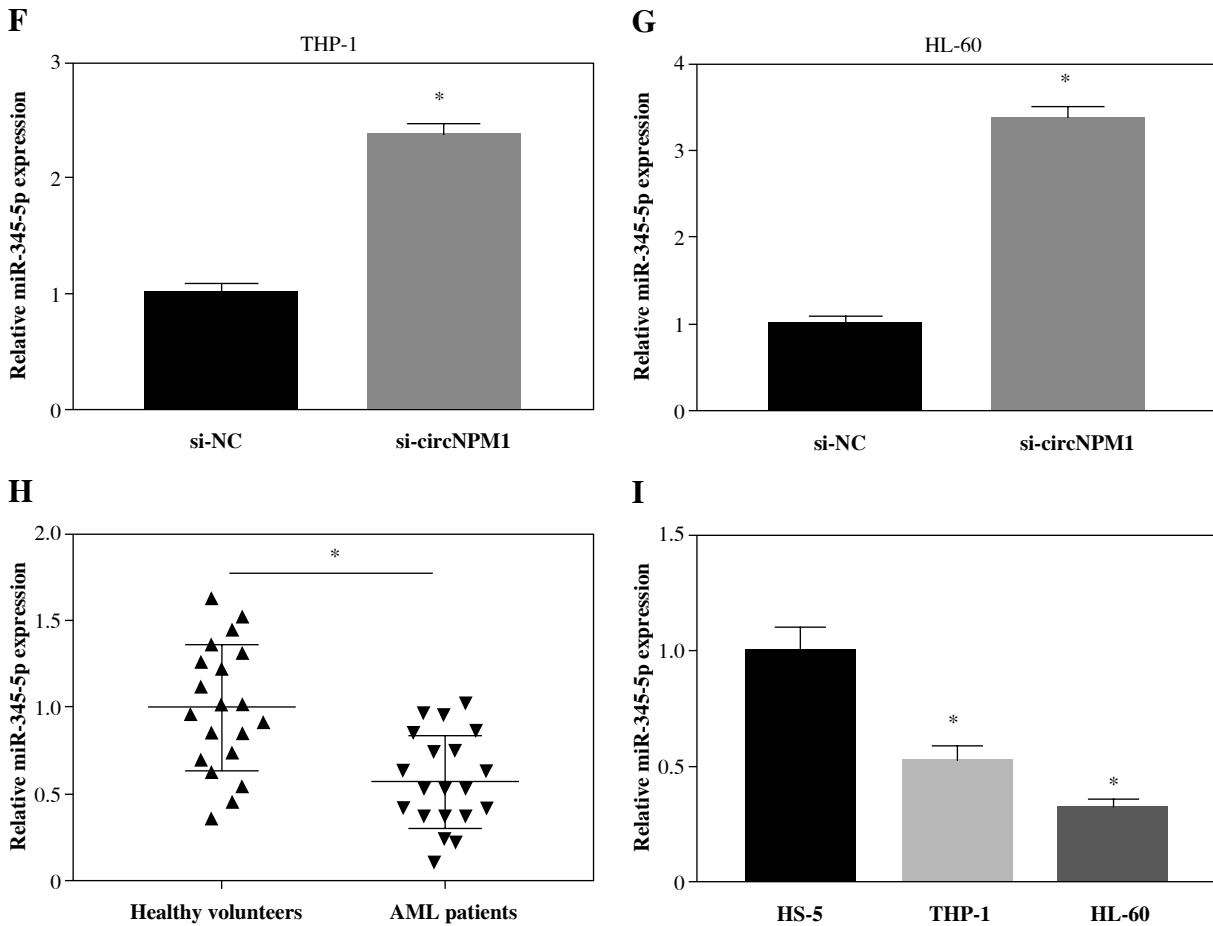 F
THP-1
Relative miR-345-5p expression
3
2
1
0
*
si-NC
si-circNPM1
G
HL-60
Relative miR-345-5p expression
4
3
2
1
0
*
si-NC
si-circNPM1
H
Relative miR-345-5p expression
2.0
1.5
1.0
0.5
0
*
Healthy volunteers
AML patients
I
Relative miR-345-5p expression
1.5
1.0
0.5
0
*
*
HS-5
THP-1
HL-60